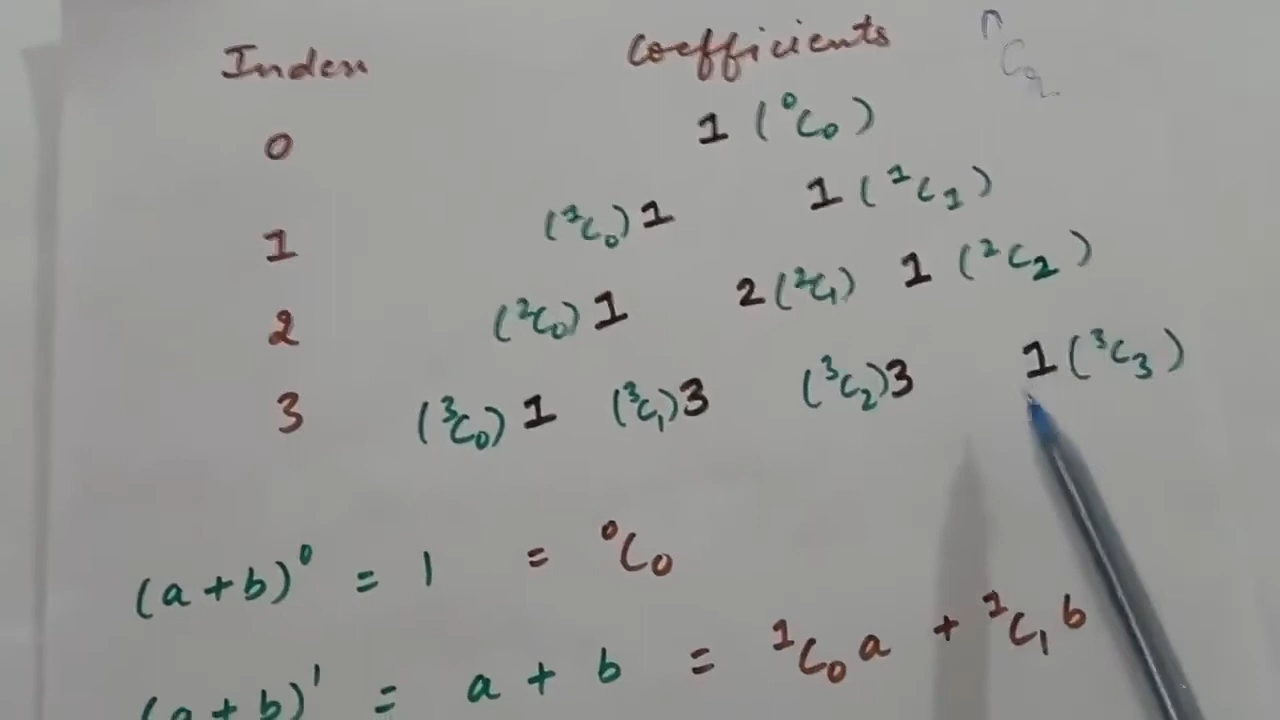 Index Coefficients ⁿCᵣ
0 1 (⁰C₀)
1 (¹C₀) 1 1 (¹C₁)
2 (²C₀) 1 2 (²C₁) 1 (²C₂)
3 (³C₀) 1 (³C₁) 3 (³C₂) 3 1 (³C₃)
(a + b)⁰ = 1 = ⁰C₀
(a + b)¹ = a + b = ¹C₀ a + ¹C₁ b